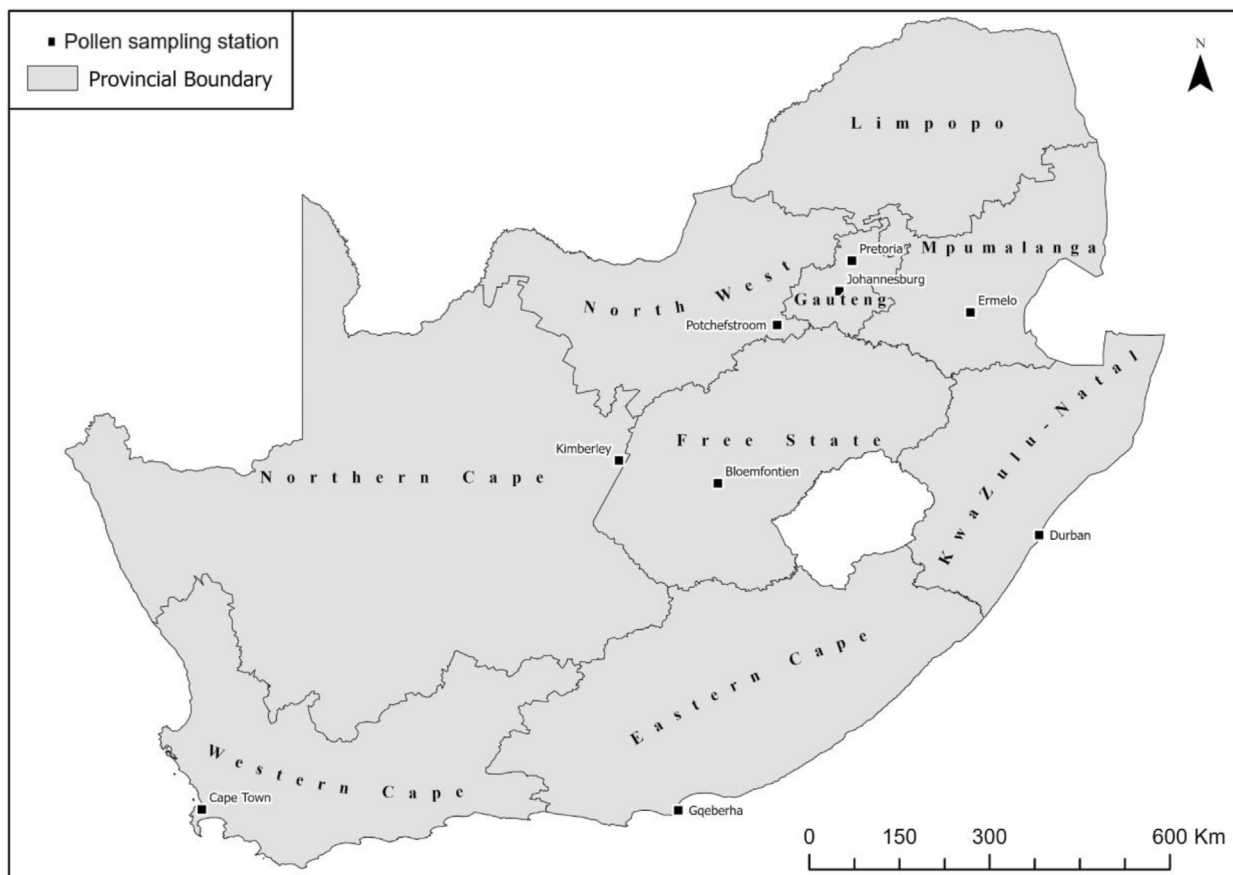 Pollen sampling station
Provincial Boundary
N
Limpopo
Mpumalanga
Pretoria
Johannesburg
Gauteng
North West
Ermelo
Potchefstroom
KwaZulu-Natal
Free State
Kimberley
Northern Cape
Bloemfontien
Durban
Eastern Cape
Western Cape
Cape Town
Gqeberha
0 150 300 600 Km